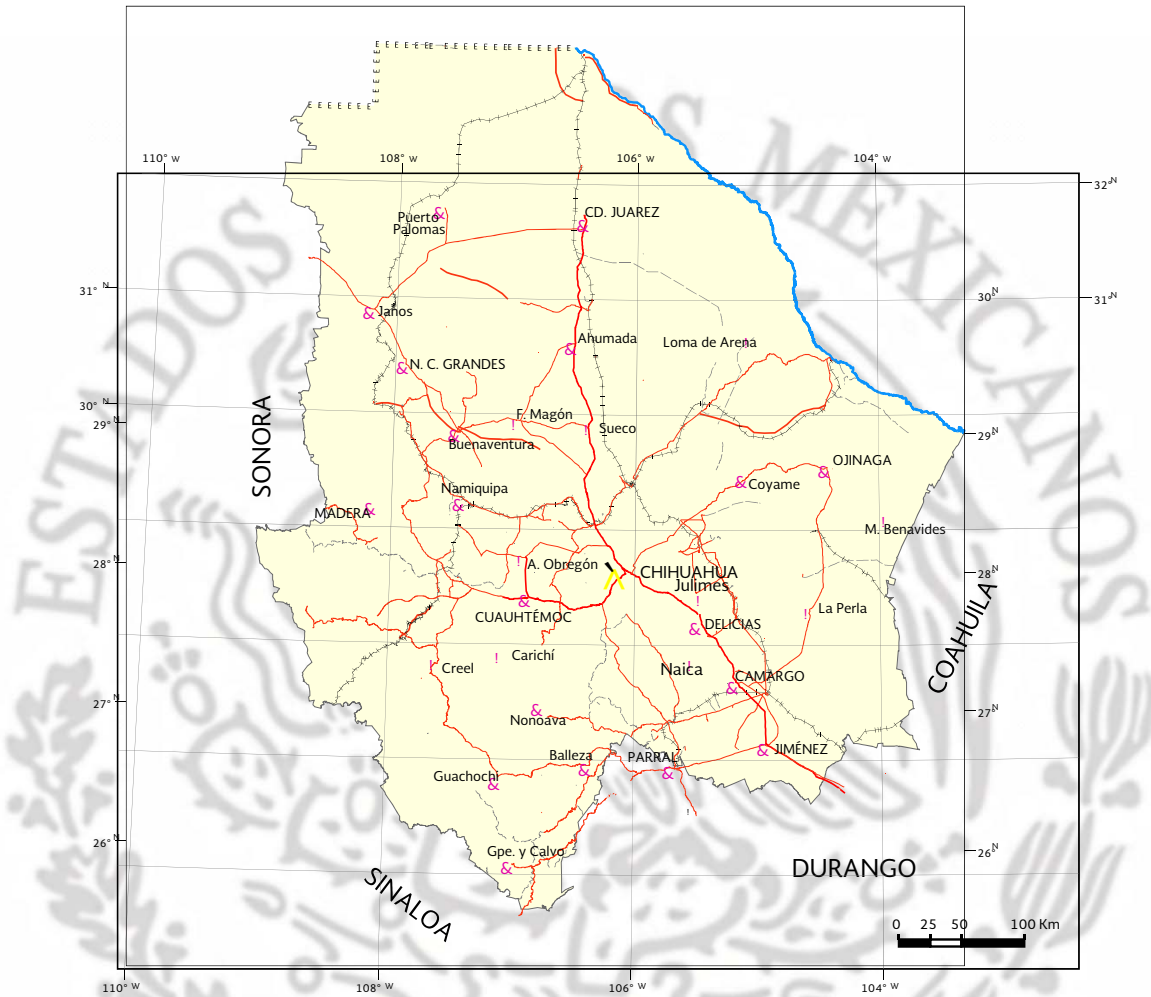 E E E E E E E E E E E E E E E E E
E E E E E E E
E E E E E E E
ESTADOS
UNIDOS MEXICANOS
110° W
108° W
106° W
104° W
32° N
CD. JUAREZ
Puerto
Palomas
31° N
30° N
31° N
Janos
Ahumada
Loma de Arena
N. C. GRANDES
30° N
29° N
SONORA
F. Magón
Sueco
29° N
Buenaventura
OJINAGA
Coyame
Namiquipa
MADERA
M. Benavides
28° N
A. Obregón
CHIHUAHUA
28° N
Julimes
COAHUILA
La Perla
CUAUHTÉMOC
DELICIAS
Carichí
Creel
Naica
CAMARGO
27° N
27° N
Nonoava
Balleza
PARRAL
JIMÉNEZ
Guachochi
26° N
Gpe. y Calvo
26° N
DURANGO
SINALOA
0 25 50 100 Km
110° W
108° W
106° W
104° W